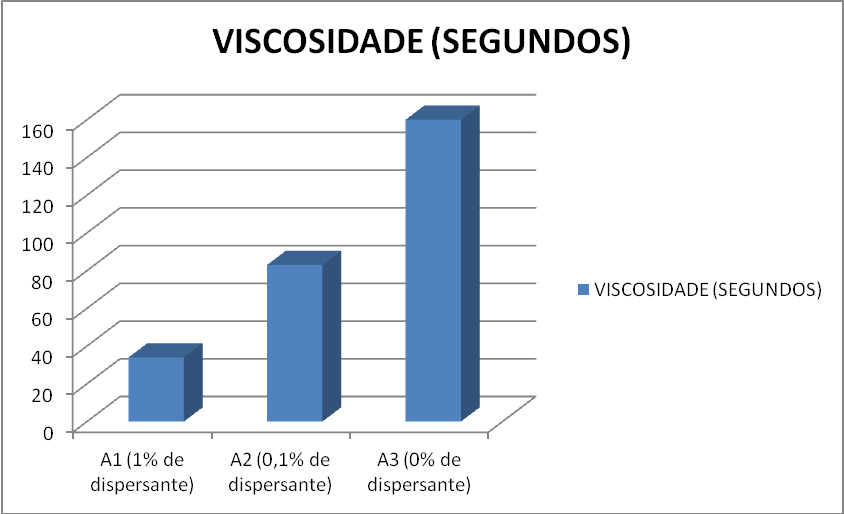 VISCOSIDADE (SEGUNDOS)
160
140
120
100
80
60
40
20
0
A1 (1% de
dispersante)
A2 (0,1% de
dispersante)
A3 (0% de
dispersante)
VISCOSIDADE (SEGUNDOS)